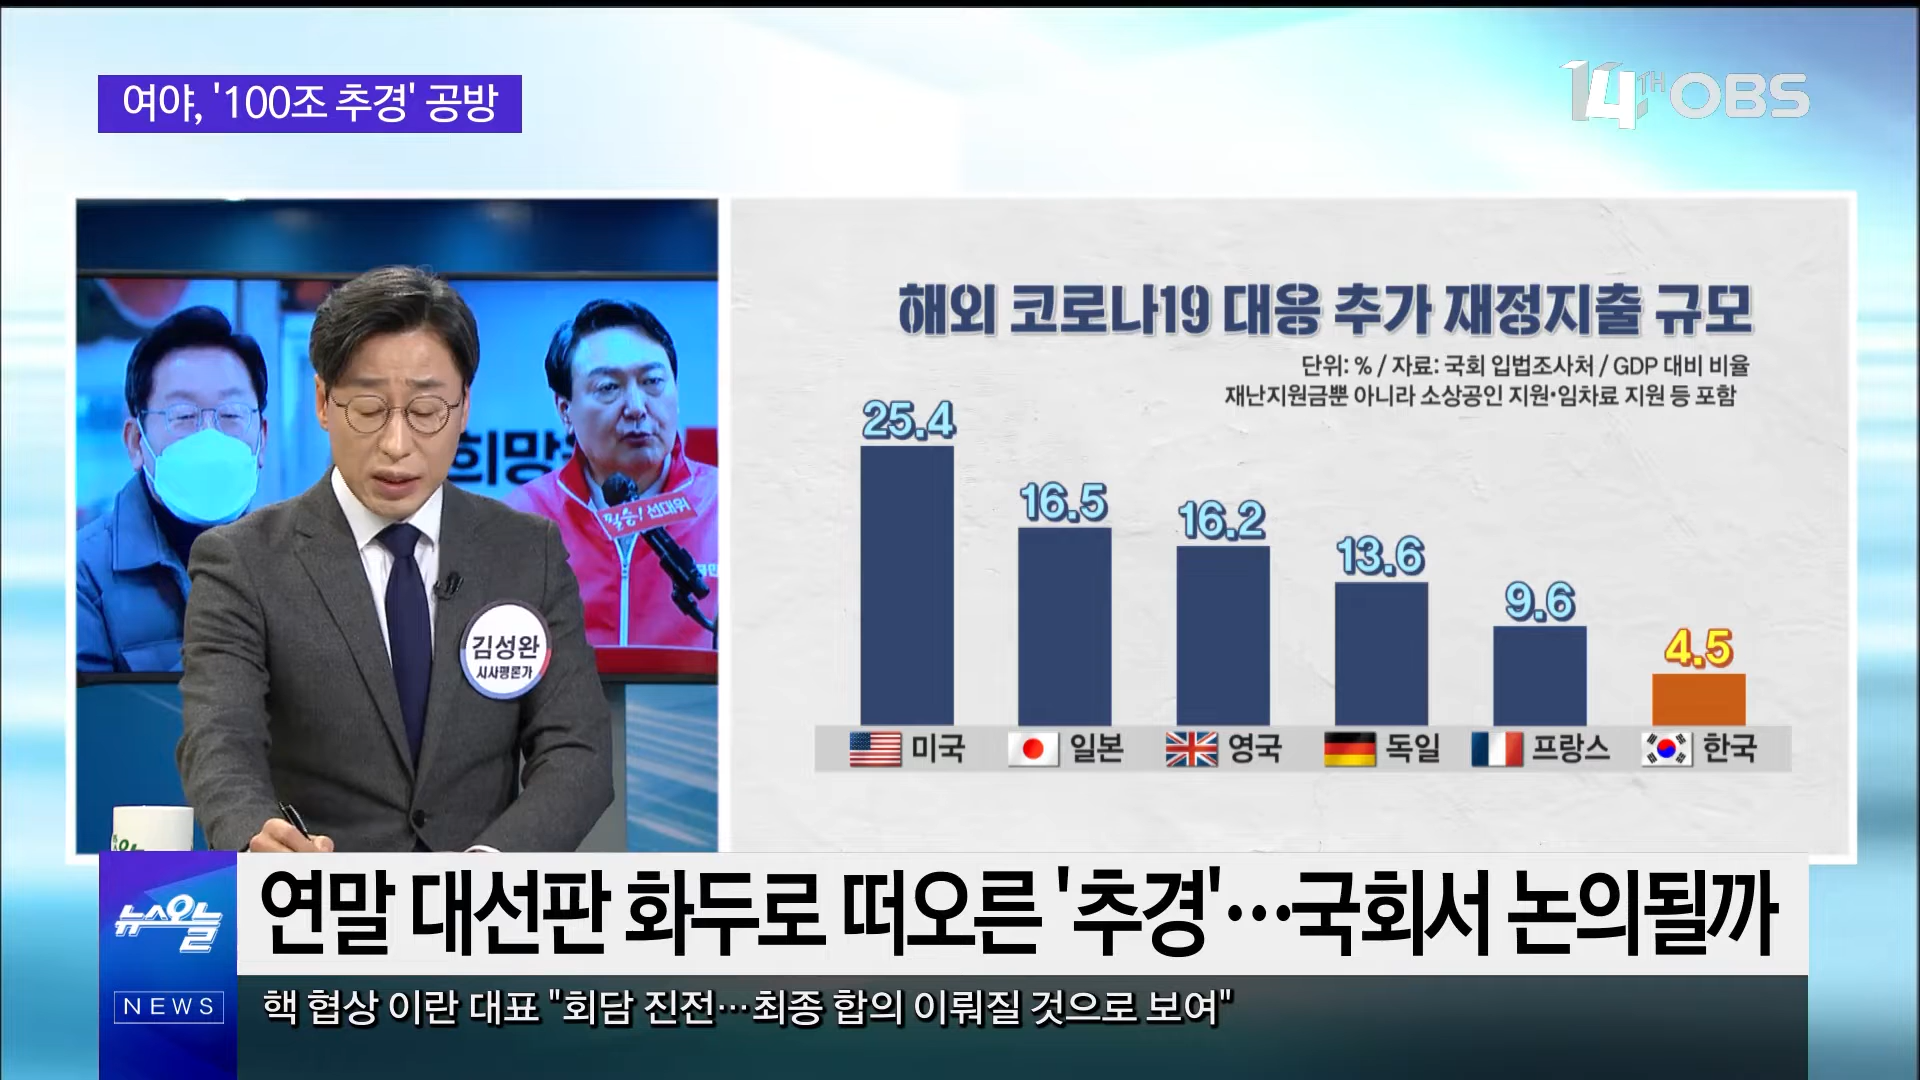 여야, '100조 추경' 공방
14TH OBS
해외 코로나19 대응 추가 재정지출 규모
단위: % / 자료: 국회 입법조사처 / GDP 대비 비율
재난지원금뿐 아니라 소상공인 지원·임차료 지원 등 포함
25.4
16.5
16.2
13.6
9.6
4.5
미국
일본
영국
독일
프랑스
한국
희망
필승! 선대위
김성완
시사평론가
뉴스오늘
NEWS
연말 대선판 화두로 떠오른 '추경'…국회서 논의될까
핵 협상 이란 대표 "회담 진전…최종 합의 이뤄질 것으로 보여"